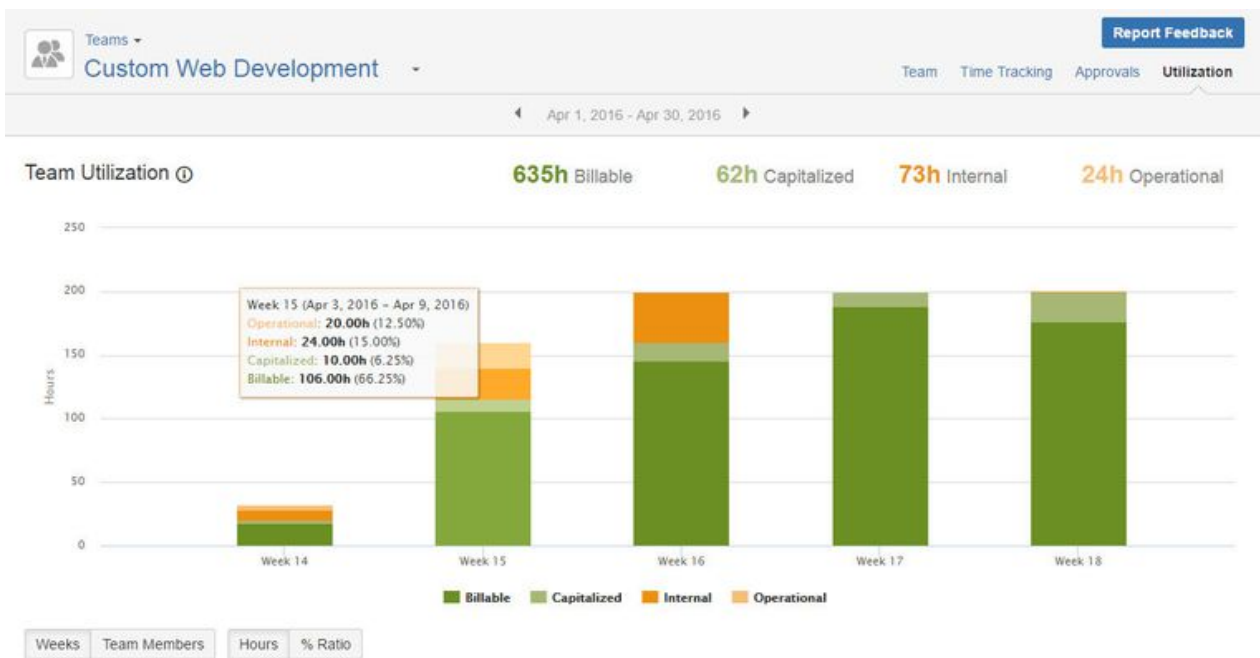 Teams
Custom Web Development
Report Feedback
Team Time Tracking Approvals Utilization
Apr 1, 2016 - Apr 30, 2016
Team Utilization
635h Billable 62h Capitalized 73h Internal 24h Operational
250
200
150
100
50
0
Hours
Week 15 (Apr 3, 2016 - Apr 9, 2016)
Operational: 20.00h (12.50%)
Internal: 24.00h (15.00%)
Capitalized: 10.00h (6.25%)
Billable: 106.00h (66.25%)
Week 14 Week 15 Week 16 Week 17 Week 18
Billable Capitalized Internal Operational
Weeks Team Members Hours % Ratio